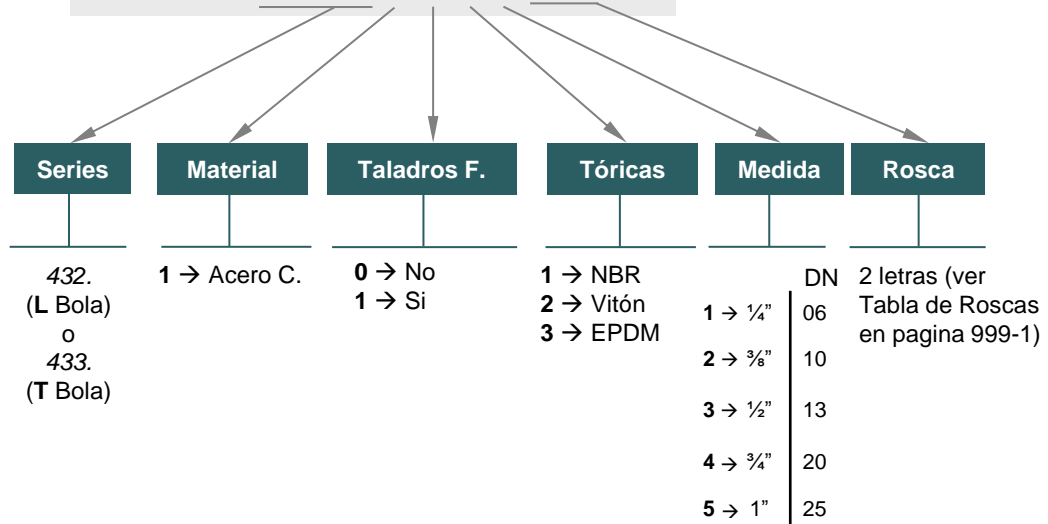 Series
Material
Taladros F.
Tóricas
Medida
Rosca
432.
(L Bola)
o
433.
(T Bola)
1 → Acero C.
0 → No
1 → Si
1 → NBR
2 → Vitón
3 → EPDM
DN
1 → ¼” 06
2 → ⅜” 10
3 → ½” 13
4 → ¾” 20
5 → 1” 25
2 letras (ver
Tabla de Roscas
en pagina 999-1)